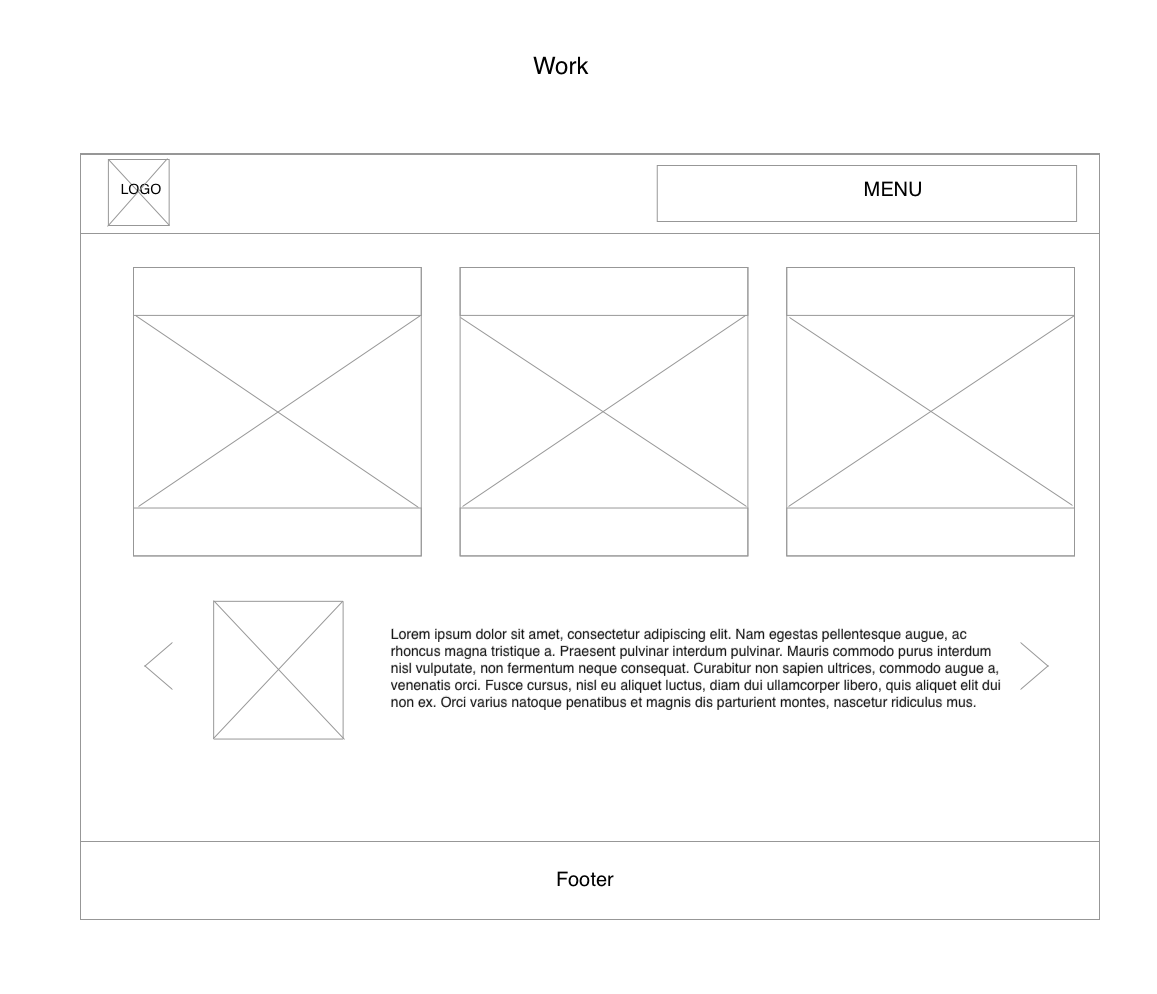 Work
LOGO
MENU
Lorem ipsum dolor sit amet, consectetur adipiscing elit. Nam egestas pellentesque augue, ac
rhoncus magna tristique a. Praesent pulvinar interdum pulvinar. Mauris commodo purus interdum
nisl vulputate, non fermentum neque consequat. Curabitur non sapien ultrices, commodo augue a,
venenatis orci. Fusce cursus, nisl eu aliquet luctus, diam dui ullamcorper libero, quis aliquet elit dui
non ex. Orci varius natoque penatibus et magnis dis parturient montes, nascetur ridiculus mus.
Footer